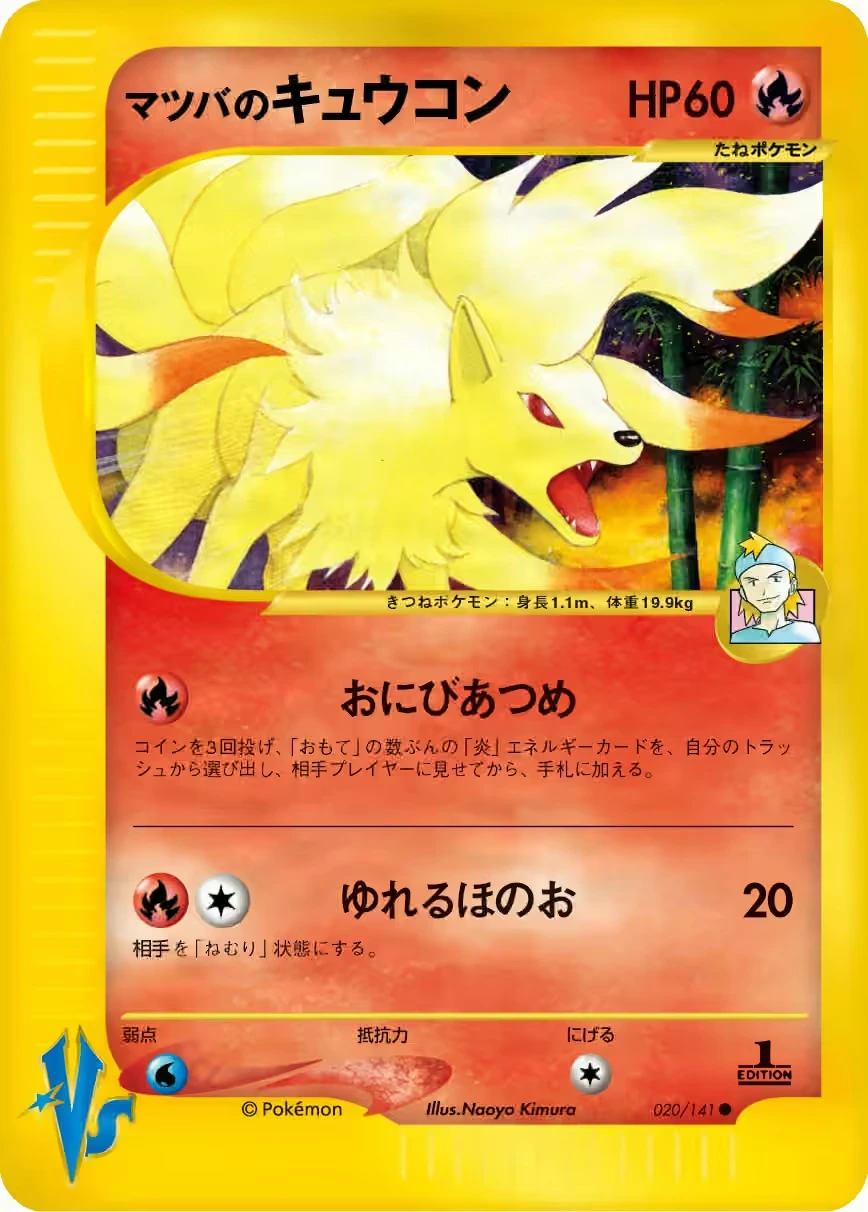 マツバのキュウコン HP60
たねポケモン
きつねポケモン：身長1.1m、体重19.9kg
おにびあつめ
コインを3回投げ、「おもて」の数ぶんの「炎」エネルギーカードを、自分のトラッ
シュから選び出し、相手プレイヤーに見せてから、手札に加える。
ゆれるほのお 20
相手を「ねむり」状態にする。
弱点 抵抗力 にげる
1
EDITION
VS
© Pokémon Illus.Naoyo Kimura 020/141●